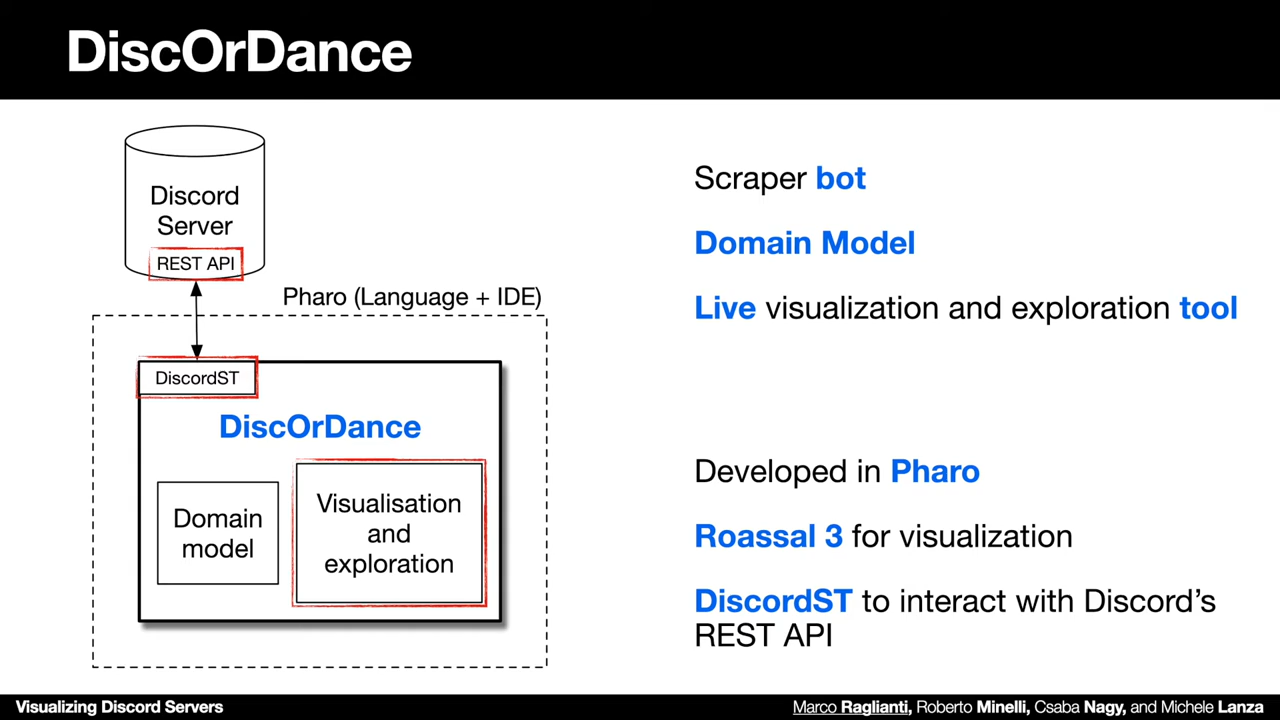 DiscOrDance
Discord
Server
REST API
Pharo (Language + IDE)
DiscordST
DiscOrDance
Domain
model
Visualisation
and
exploration
Scraper bot
Domain Model
Live visualization and exploration tool
Developed in Pharo
Roassal 3 for visualization
DiscordST to interact with Discord’s
REST API
Visualizing Discord Servers
Marco Raglianti, Roberto Minelli, Csaba Nagy, and Michele Lanza